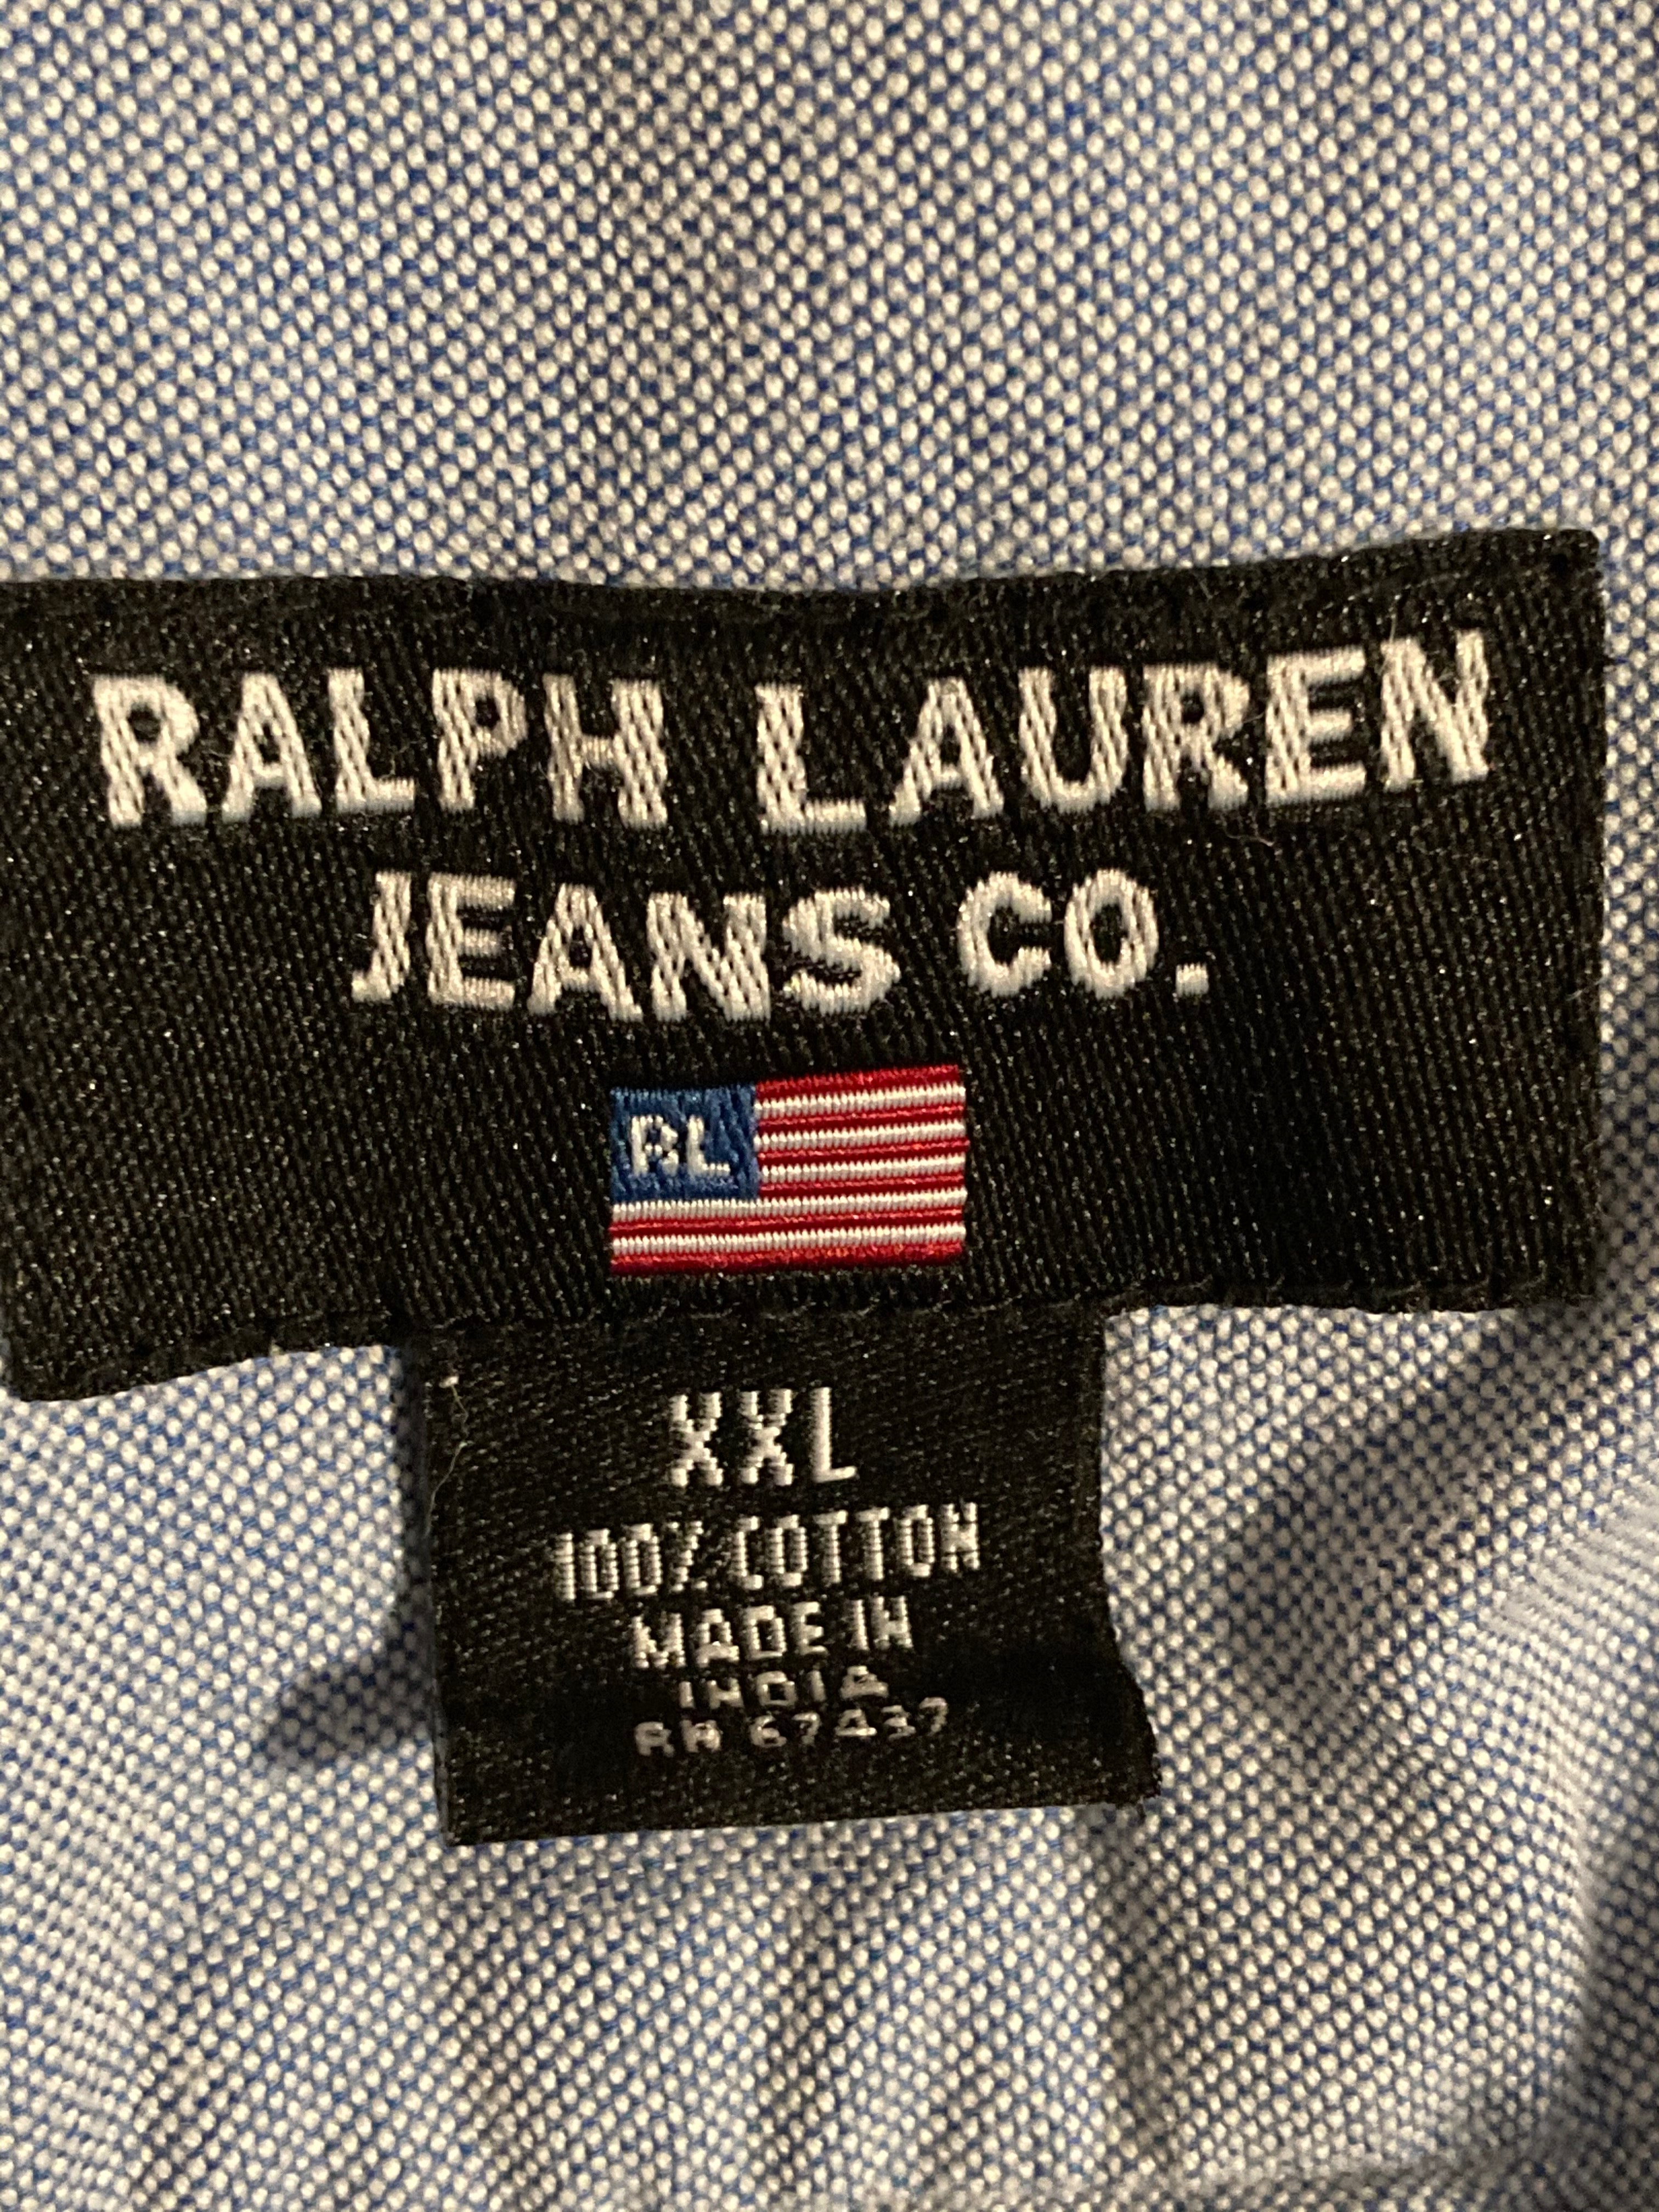 RALPH LAUREN
JEANS CO.
RL
XXL
100% COTTON
MADE IN
INDIA
RN 67437